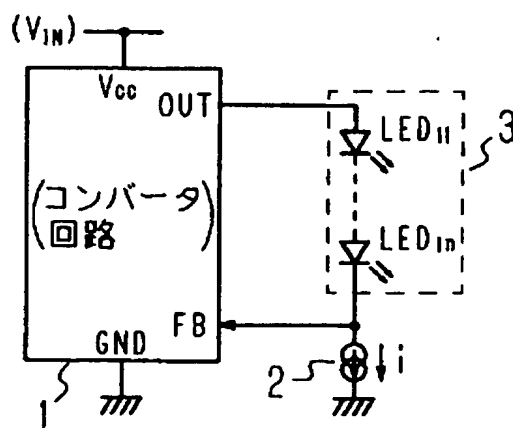 (VIN)
Vcc
OUT
LED11
3
(コンバータ
回路)
LED1n
FB
GND
1
2
i